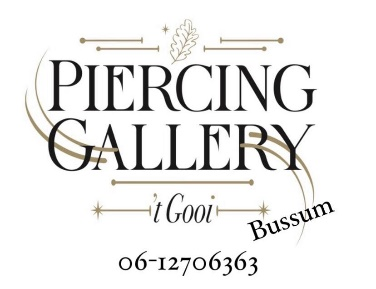 PIERCING
GALLERY
't Gooi
Bussum
06-12706363